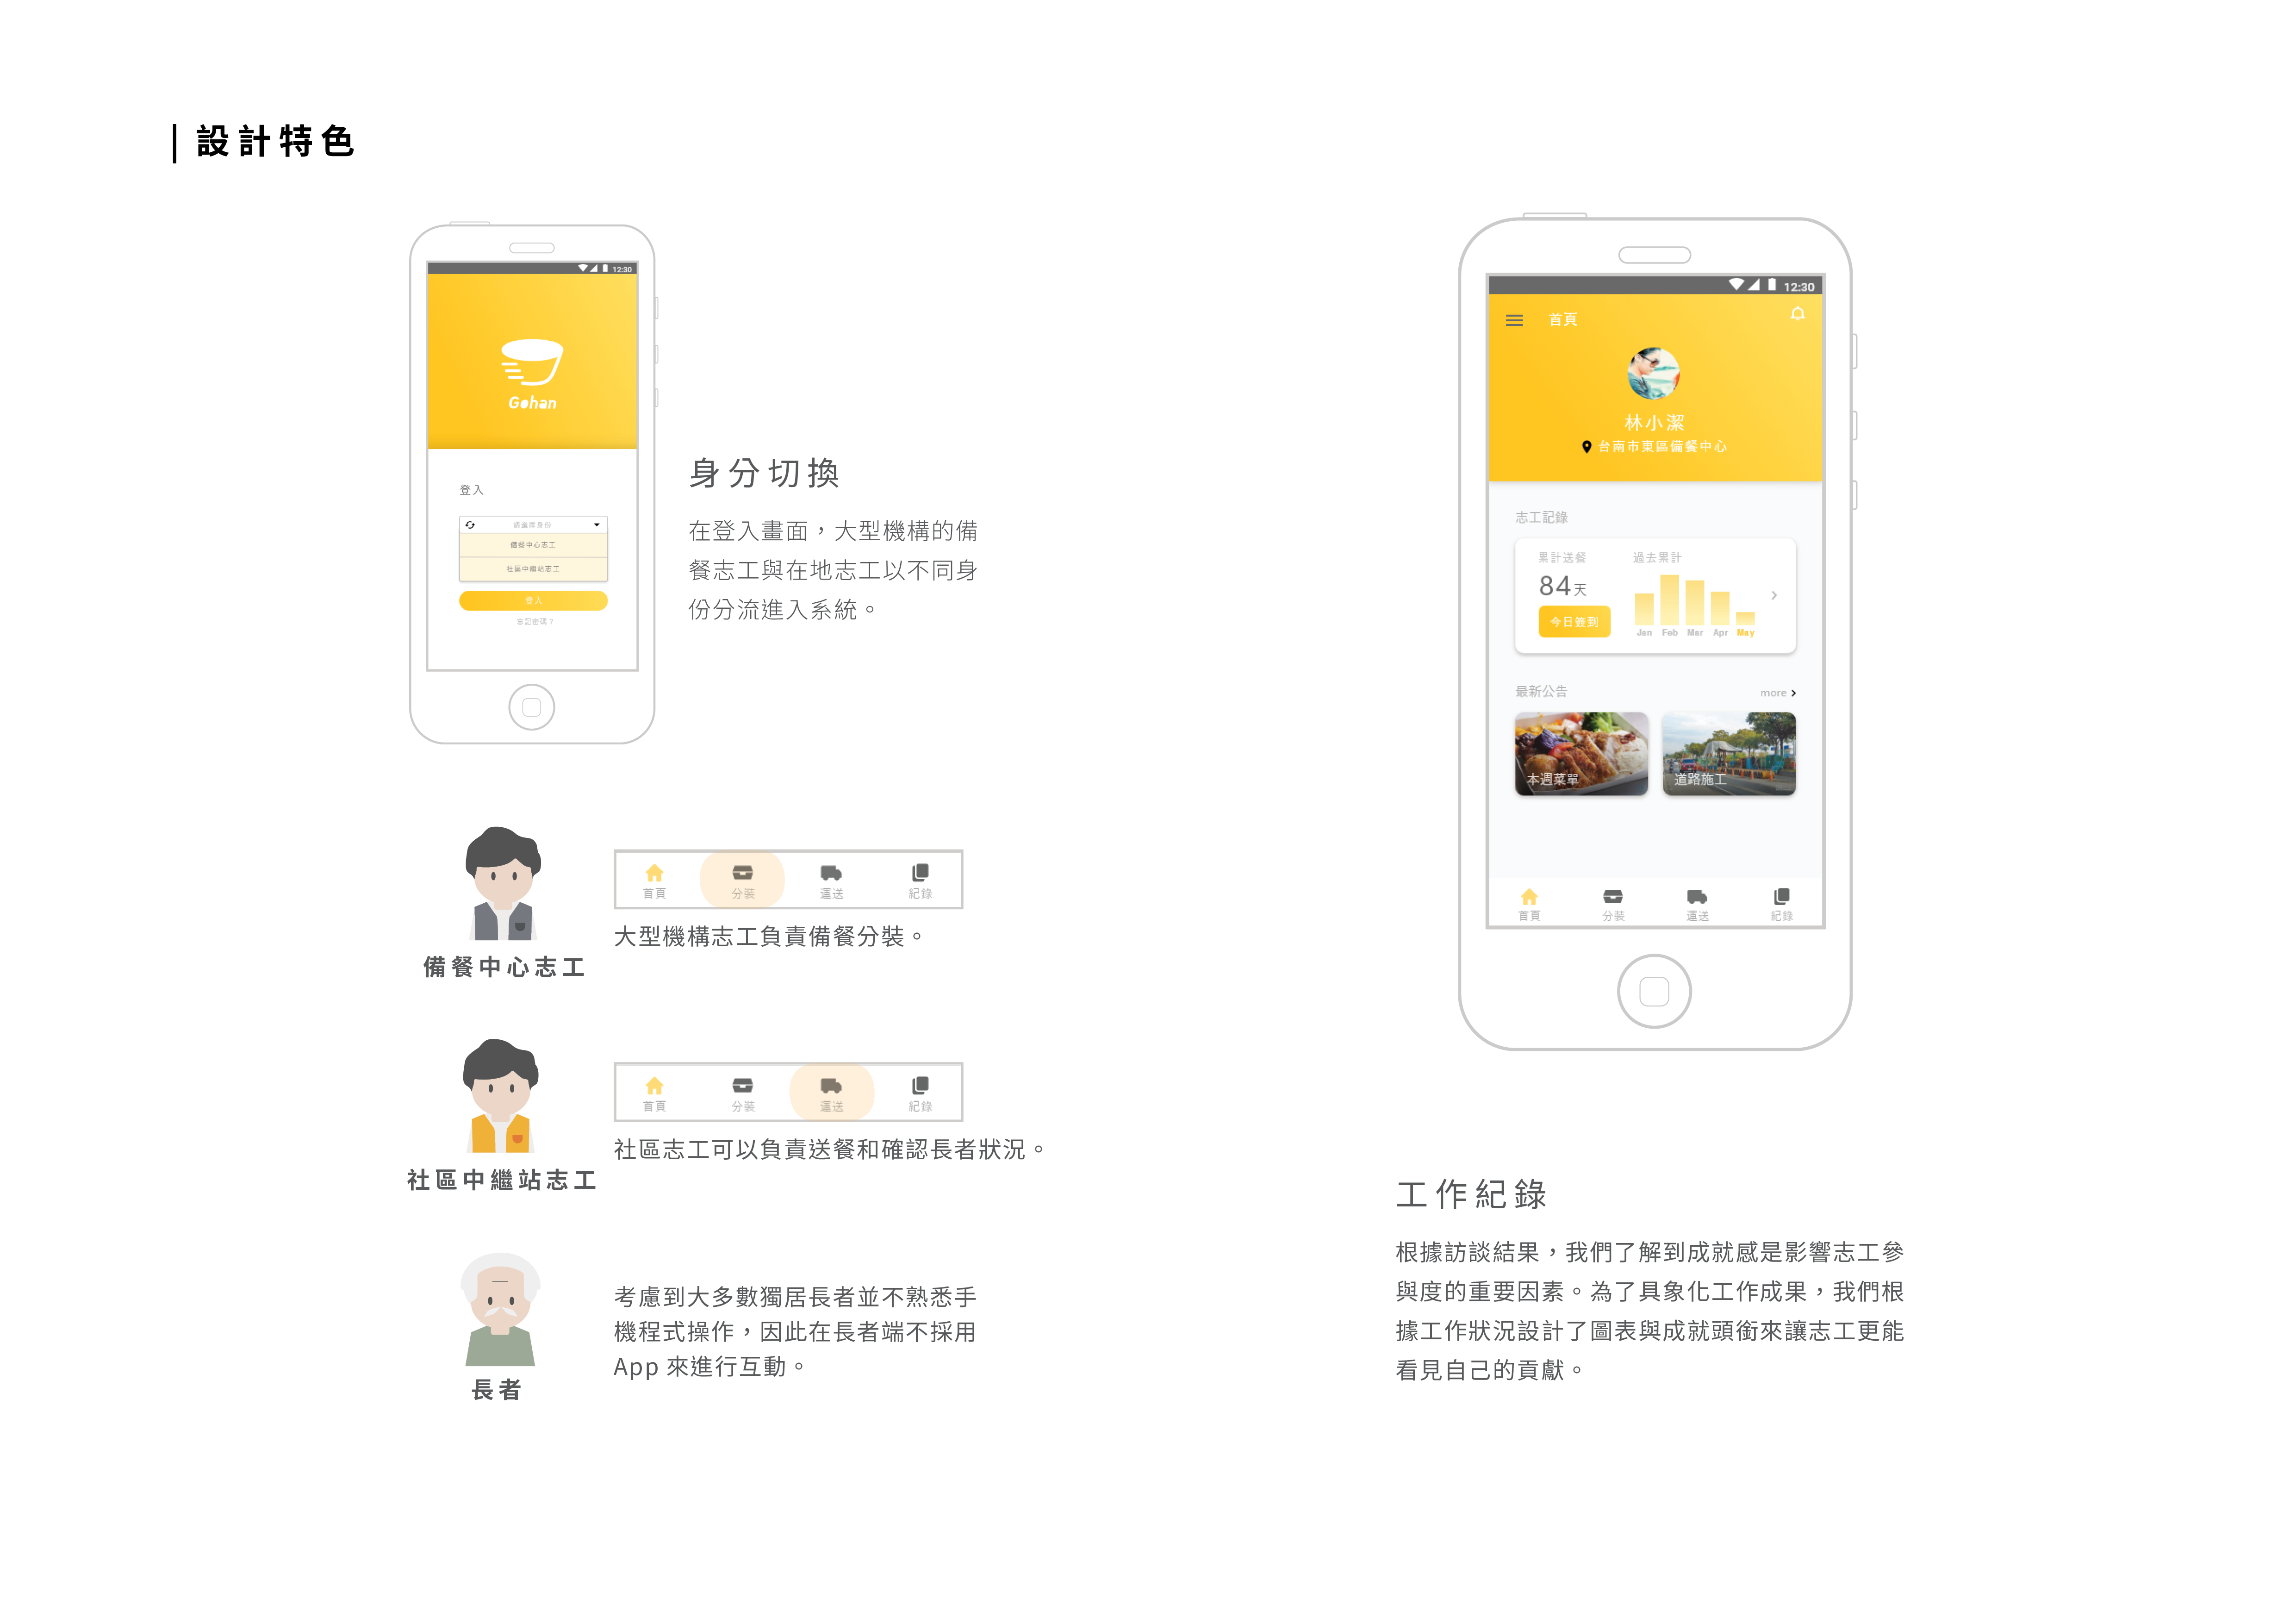 設計特色
12:30
Gohan
登入
請選擇身份
備餐中心志工
社區中繼站志工
登入
忘記密碼？
身分切換
在登入畫面，大型機構的備
餐志工與在地志工以不同身
份分流進入系統。
首頁
分裝
運送
紀錄
大型機構志工負責備餐分裝。
備餐中心志工
首頁
分裝
運送
紀錄
社區志工可以負責送餐和確認長者狀況。
社區中繼站志工
考慮到大多數獨居長者並不熟悉手
機程式操作，因此在長者端不採用
App 來進行互動。
長者
12:30
首頁
林小潔
台南市東區備餐中心
志工記錄
累計送餐
過去累計
84天
今日簽到
Jan Feb Mar Apr May
最新公告
more
本週菜單
道路施工
首頁
分裝
運送
紀錄
工作紀錄
根據訪談結果，我們了解到成就感是影響志工參
與度的重要因素。為了具象化工作成果，我們根
據工作狀況設計了圖表與成就頭銜來讓志工更能
看見自己的貢獻。